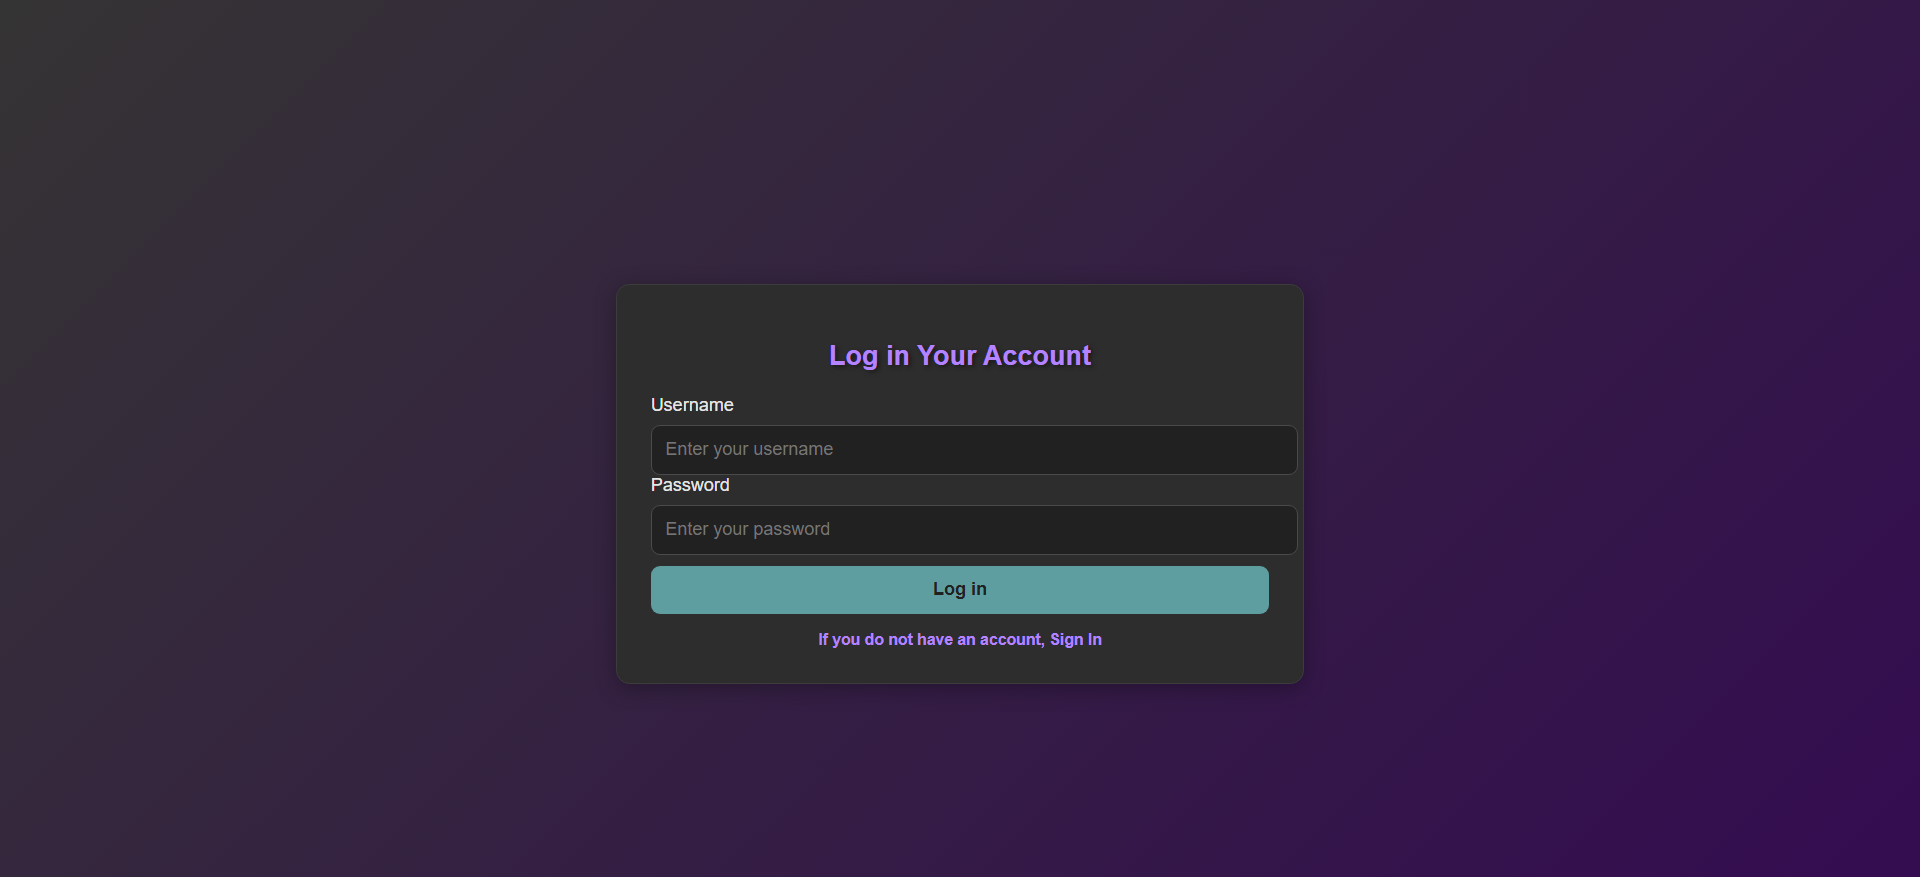 Log in Your Account
Username
Enter your username
Password
Enter your password
Log in
If you do not have an account, Sign In